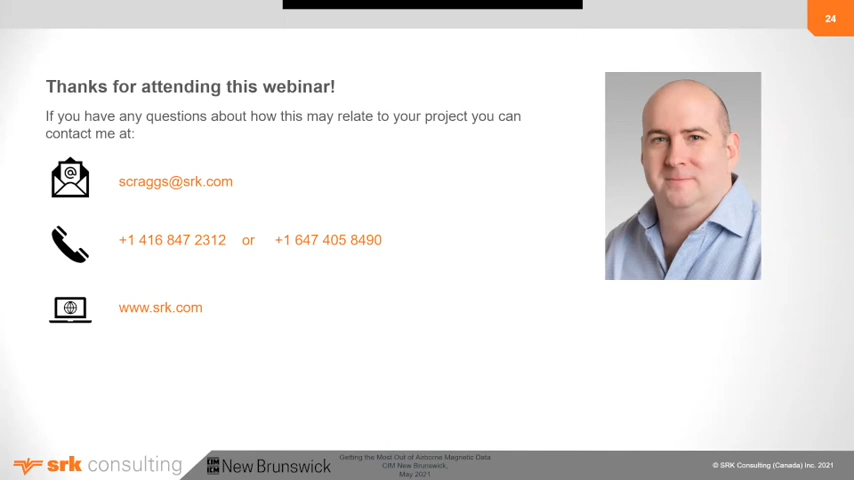 24
Thanks for attending this webinar!
If you have any questions about how this may relate to your project you can
contact me at:
@
scraggs@srk.com
+1 416 847 2312 or +1 647 405 8490
www.srk.com
srk consulting
CIM
ICM
New Brunswick
Getting the Most Out of Airborne Magnetic Data
CIM New Brunswick,
May 2021
© SRK Consulting (Canada) Inc. 2021